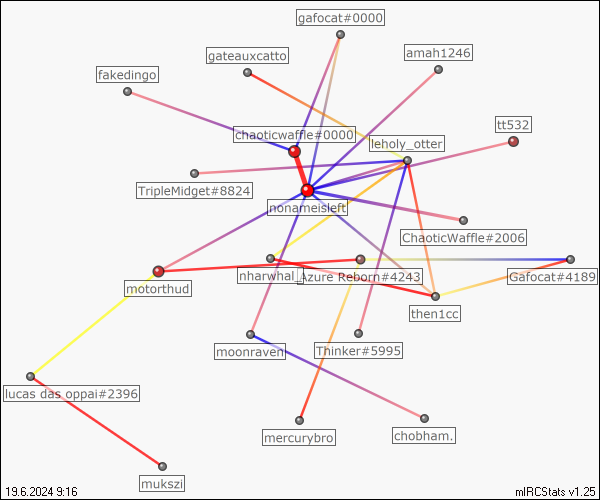 gafocat#0000
gateauxcatto
amah1246
fakedingo
tt532
chaoticwaffle#0000
leholy_otter
TripleMidget#8824
nonameisleft
ChaoticWaffle#2006
nharwhal_
Azure Reborn#4243
Gafocat#4189
motorthud
then1cc
moonraven
Thinker#5995
lucas das oppai#2396
mercurybro
chobham.
mukszi
19.6.2024 9:16
mIRCStats v1.25